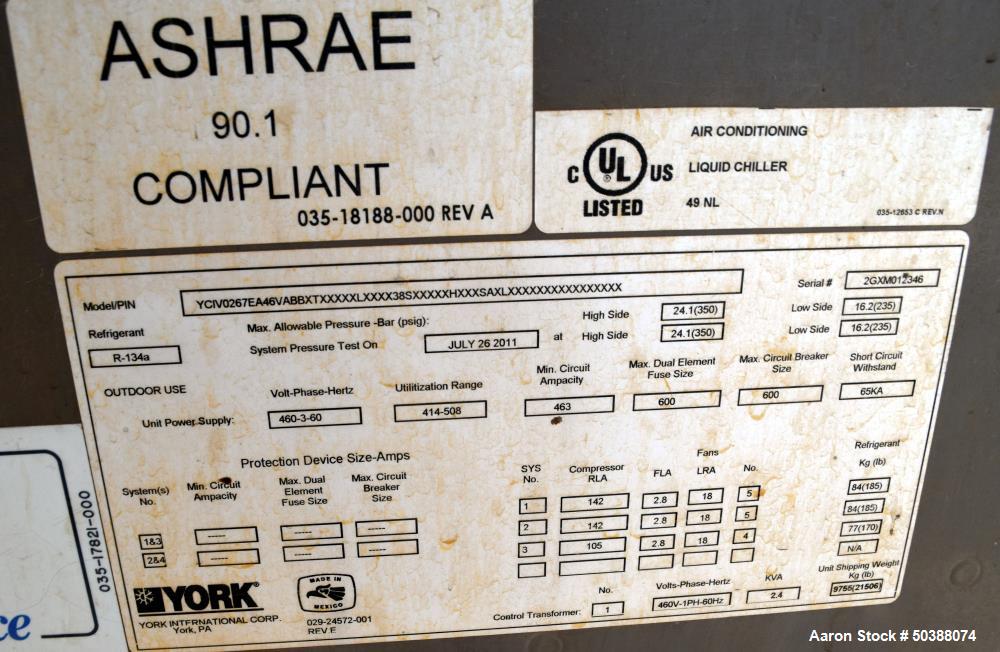 ASHRAE
90.1
COMPLIANT
035-18188-000 REV A
C UL US
®
LISTED
AIR CONDITIONING
LIQUID CHILLER
49 NL
035-12653 C REV.N
Model/PIN YCIV0267EA46VABBXTXXXXXLXXXX38SXXXXXHXXXSAXLXXXXXXXXXXXXXXXX Serial # 2GXM012346
Refrigerant Max. Allowable Pressure -Bar (psig): High Side 24.1(350) Low Side 16.2(235)
R-134a System Pressure Test On JULY 26 2011 at High Side 24.1(350) Low Side 16.2(235)
OUTDOOR USE Volt-Phase-Hertz Utilitization Range Min. Circuit Ampacity Max. Dual Element Fuse Size Max. Circuit Breaker Size Short Circuit Withstand
Unit Power Supply: 460-3-60 414-508 463 600 600 65KA
Protection Device Size-Amps
System(s) No. Min. Circuit Ampacity Max. Dual Element Fuse Size Max. Circuit Breaker Size
1&3 ----- ----- -----
2&4 ----- ----- -----
Fans Refrigerant
SYS No. Compressor RLA FLA LRA No. Kg (lb)
1 142 2.8 18 5 84(185)
2 142 2.8 18 5 84(185)
3 105 2.8 18 4 77(170)
N/A
YORK®
YORK INTERNATIONAL CORP.
York, PA
MADE IN
MEXICO
029-24572-001
REV E
No. Volts-Phase-Hertz KVA Unit Shipping Weight Kg (lb)
Control Transformer: 1 460V-1PH-60Hz 2.4 9755(21506)
035-17821-000
ce
Aaron Stock # 50388074